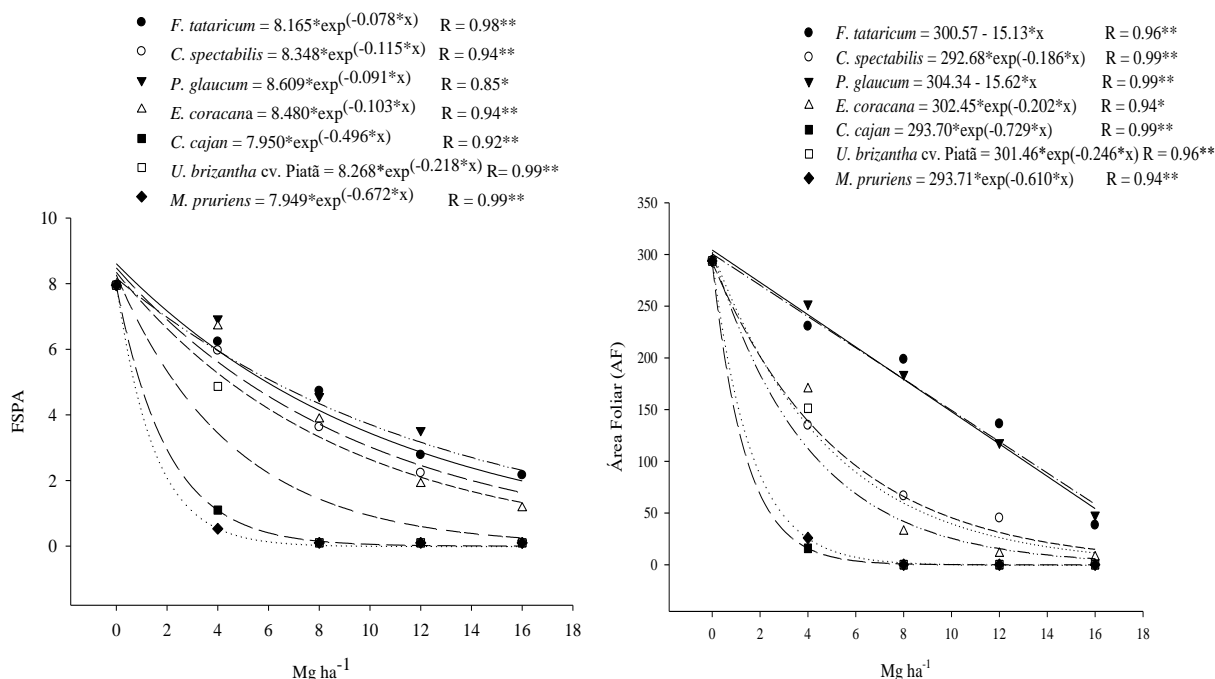 F. tataricum = 8.165*exp(-0.078*x) R = 0.98**
C. spectabilis = 8.348*exp(-0.115*x) R = 0.94**
P. glaucum = 8.609*exp(-0.091*x) R = 0.85*
E. coracana = 8.480*exp(-0.103*x) R = 0.94**
C. cajan = 7.950*exp(-0.496*x) R = 0.92**
U. brizantha cv. Piatã = 8.268*exp(-0.218*x) R= 0.99**
M. pruriens = 7.949*exp(-0.672*x) R = 0.99**
10
8
6
4
2
0
FSPA
0 2 4 6 8 10 12 14 16 18
Mg ha-1
F. tataricum = 300.57 - 15.13*x R = 0.96**
C. spectabilis = 292.68*exp(-0.186*x) R = 0.99**
P. glaucum = 304.34 - 15.62*x R = 0.99**
E. coracana = 302.45*exp(-0.202*x) R = 0.94*
C. cajan = 293.70*exp(-0.729*x) R = 0.99**
U. brizantha cv. Piatã = 301.46*exp(-0.246*x) R = 0.96**
M. pruriens = 293.71*exp(-0.610*x) R = 0.94**
350
300
250
200
150
100
50
0
Área Foliar (AF)
0 2 4 6 8 10 12 14 16 18
Mg ha-1